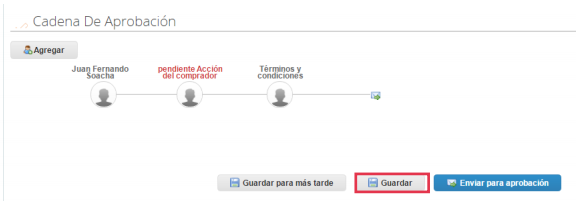 Cadena De Aprobación
Agregar
Juan Fernando
Soacha
pendiente Acción
del comprador
Términos y
condiciones
Guardar para más tarde
Guardar
Enviar para aprobación